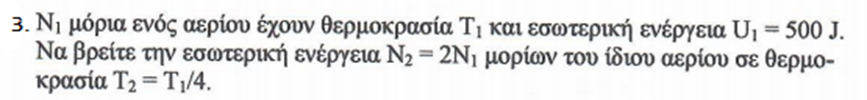 3. N₁ μόρια ενός αερίου έχουν θερμοκρασία T₁ και εσωτερική ενέργεια U₁ = 500 J.
Να βρείτε την εσωτερική ενέργεια N₂ = 2N₁ μορίων του ίδιου αερίου σε θερμο-
κρασία T₂ = T₁/4.